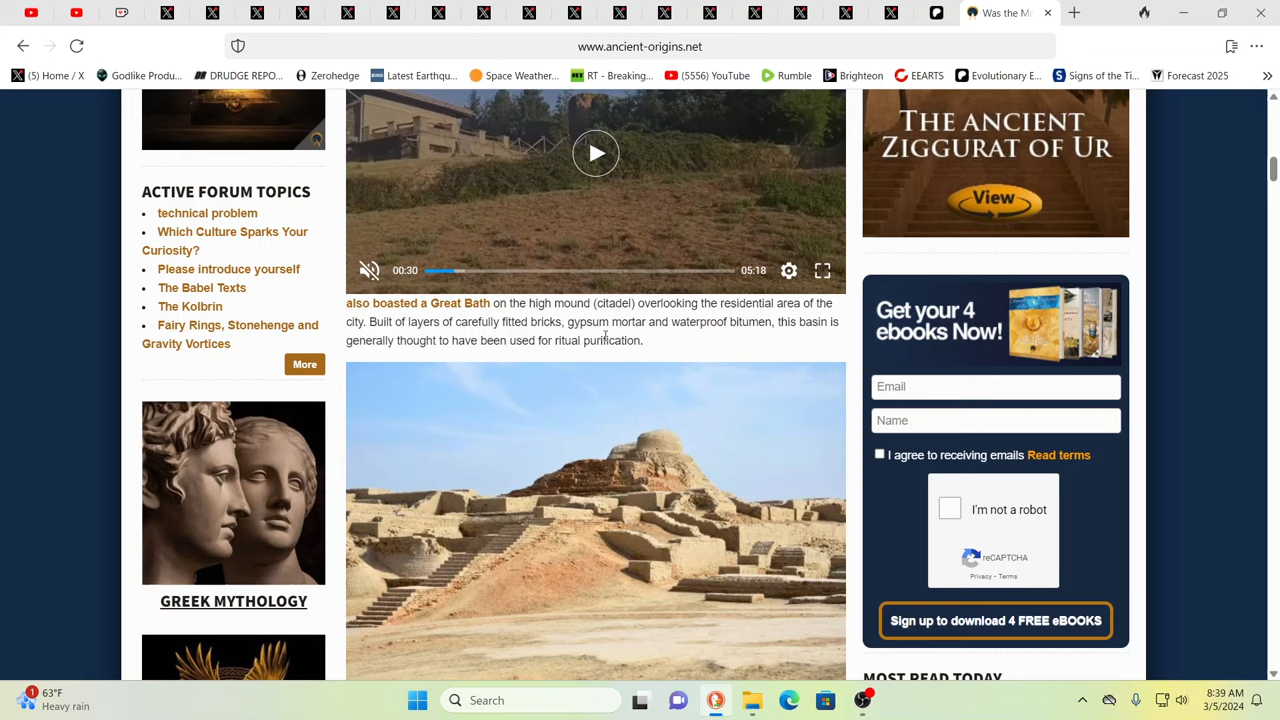 Was the Mo
www.ancient-origins.net
(5) Home / X
Godlike Produ...
DRUDGE REPO...
Zerohedge
Latest Earthqu...
Space Weather...
RT - Breaking...
(5556) YouTube
Rumble
Brighteon
EEARTS
Evolutionary E...
Signs of the Ti...
Forecast 2025
ACTIVE FORUM TOPICS
technical problem
Which Culture Sparks Your
Curiosity?
Please introduce yourself
The Babel Texts
The Kolbrin
Fairy Rings, Stonehenge and
Gravity Vortices
More
GREEK MYTHOLOGY
00:30
05:18
also boasted a Great Bath on the high mound (citadel) overlooking the residential area of the
city. Built of layers of carefully fitted bricks, gypsum mortar and waterproof bitumen, this basin is
generally thought to have been used for ritual purification.
THE ANCIENT
ZIGGURAT OF UR
View
Get your 4
ebooks Now!
Email
Name
I agree to receiving emails Read terms
I'm not a robot
reCAPTCHA
Privacy - Terms
Sign up to download 4 FREE eBOOKS
MOST READ TODAY
1
63°F
Heavy rain
Search
8:39 AM
3/5/2024